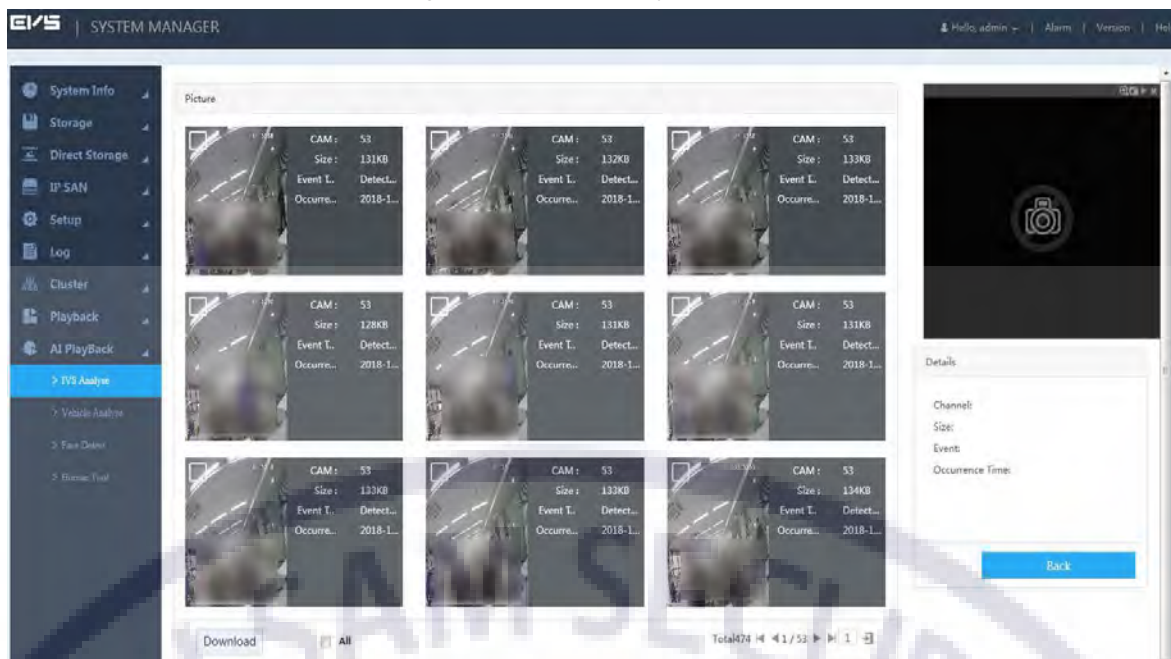 EVS | SYSTEM MANAGER
Hello, admin | Alarm | Version | Hel
System Info
Storage
Direct Storage
IP SAN
Setup
Log
Cluster
Playback
AI PlayBack
> IVS Analyse
> Vehicle Analyse
> Face Detect
Picture
CAM : 53
Size : 131KB
Event T... Detect...
Occurre... 2018-1...
CAM : 53
Size : 132KB
Event T... Detect...
Occurre... 2018-1...
CAM : 53
Size : 133KB
Event T... Detect...
Occurre... 2018-1...
CAM : 53
Size : 128KB
Event T... Detect...
Occurre... 2018-1...
CAM : 53
Size : 131KB
Event T... Detect...
Occurre... 2018-1...
CAM : 53
Size : 131KB
Event T... Detect...
Occurre... 2018-1...
CAM : 53
Size : 133KB
Event T... Detect...
Occurre... 2018-1...
CAM : 53
Size : 133KB
Event T... Detect...
Occurre... 2018-1...
CAM : 53
Size : 134KB
Event T... Detect...
Occurre... 2018-1...
Download All
Total474 1 / 53 1
Details
Channel:
Size:
Event:
Occurrence Time:
Back